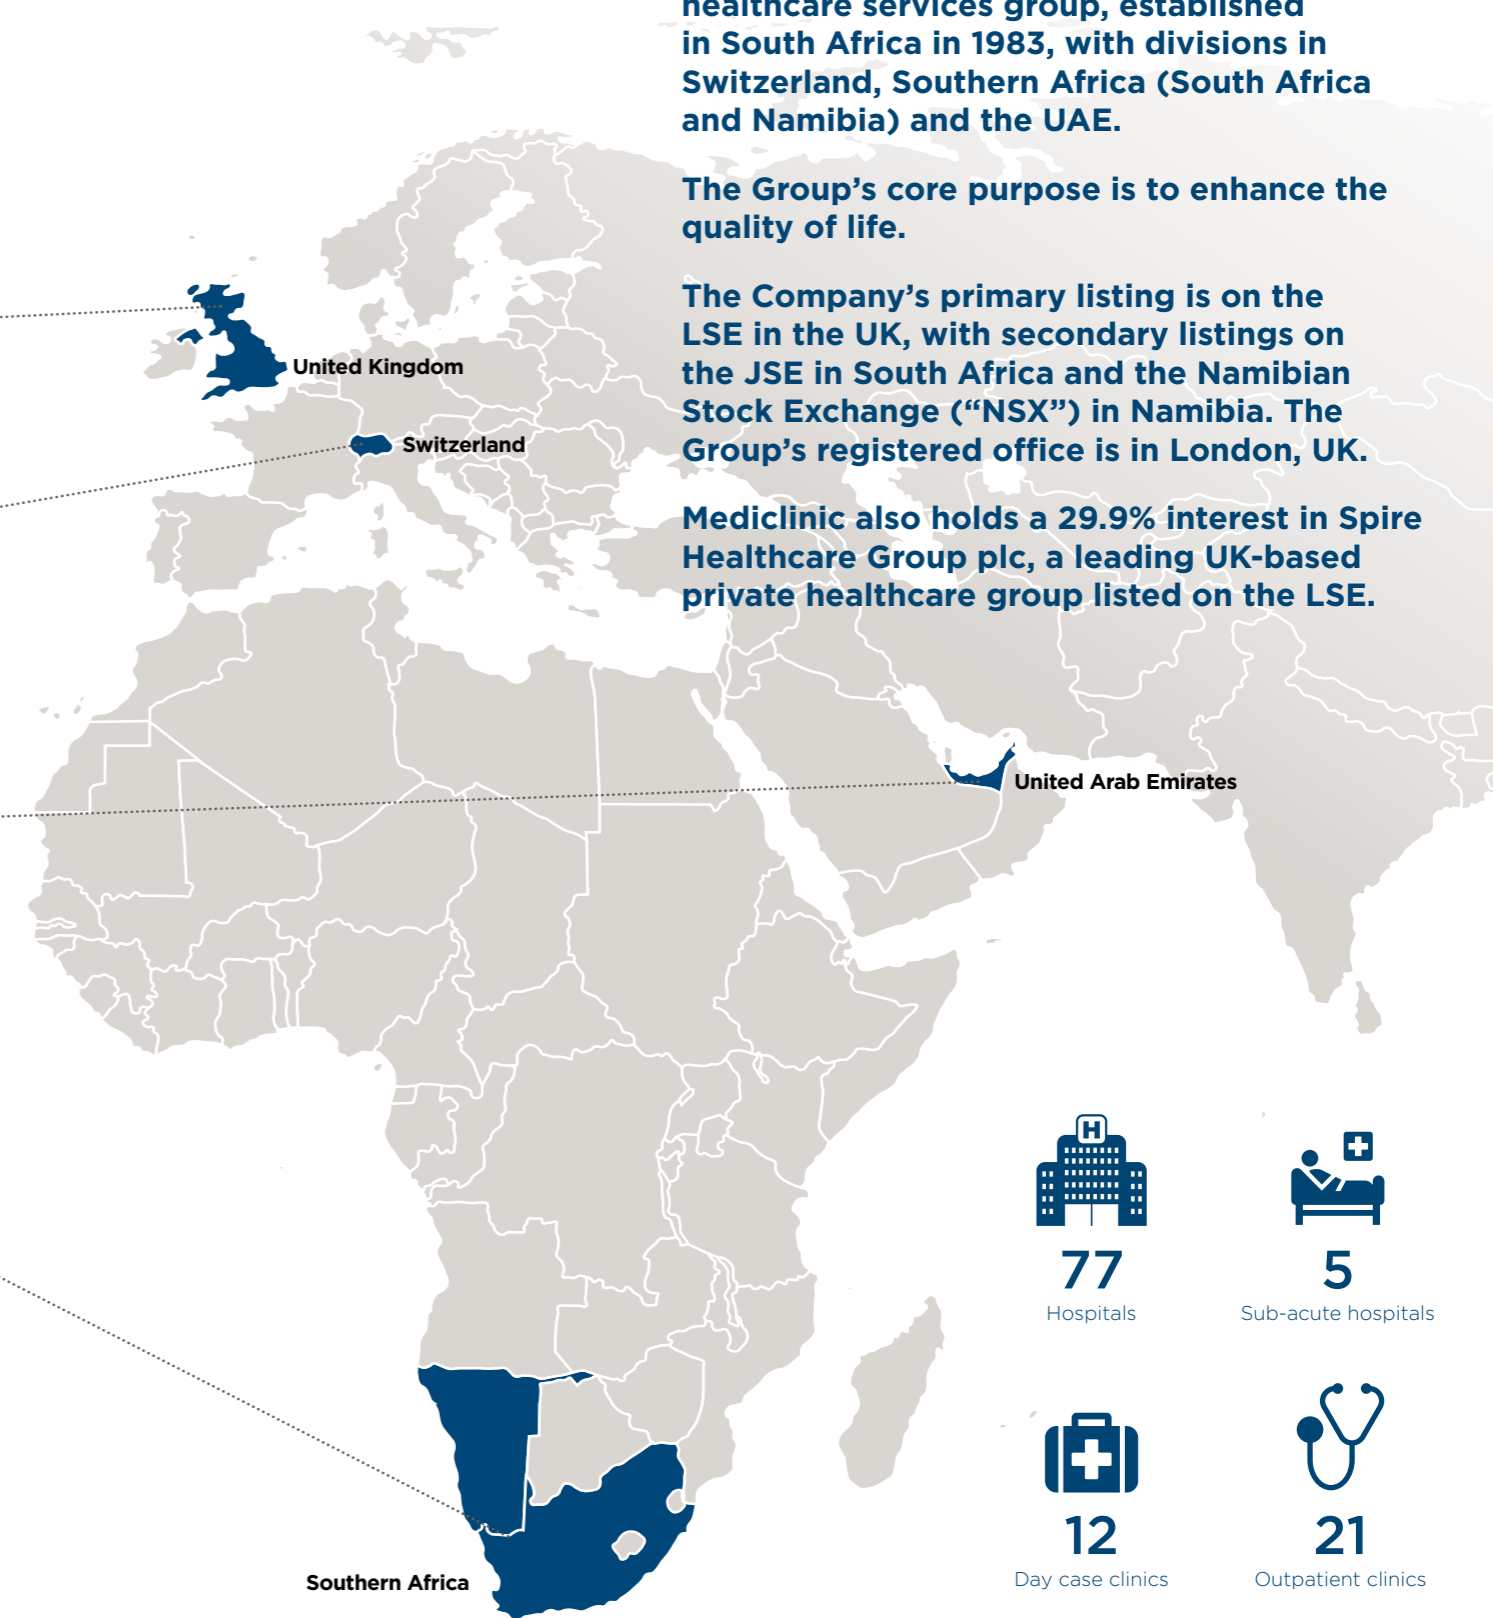 healthcare services group, established
in South Africa in 1983, with divisions in
Switzerland, Southern Africa (South Africa
and Namibia) and the UAE.
The Group’s core purpose is to enhance the
quality of life.
The Company’s primary listing is on the
LSE in the UK, with secondary listings on
the JSE in South Africa and the Namibian
Stock Exchange (“NSX”) in Namibia. The
Group’s registered office is in London, UK.
Mediclinic also holds a 29.9% interest in Spire
Healthcare Group plc, a leading UK-based
private healthcare group listed on the LSE.
United Kingdom
Switzerland
United Arab Emirates
Southern Africa
H
77
Hospitals
5
Sub-acute hospitals
12
Day case clinics
21
Outpatient clinics